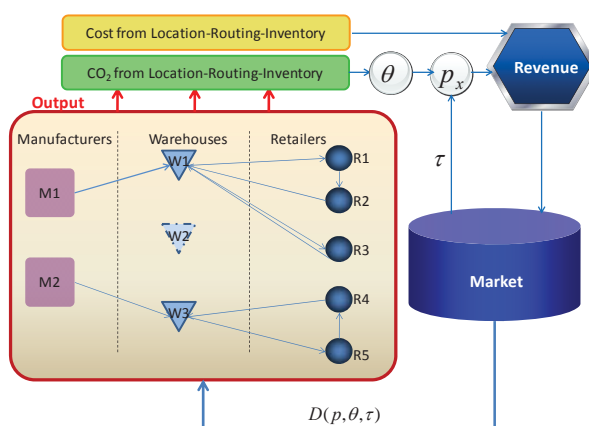 Cost from Location-Routing-Inventory
CO₂ from Location-Routing-Inventory
θ
pₓ
Revenue
Output
Manufacturers
Warehouses
Retailers
τ
M1
W1
R1
R2
W2
R3
M2
W3
R4
R5
Market
D(p,θ,τ)